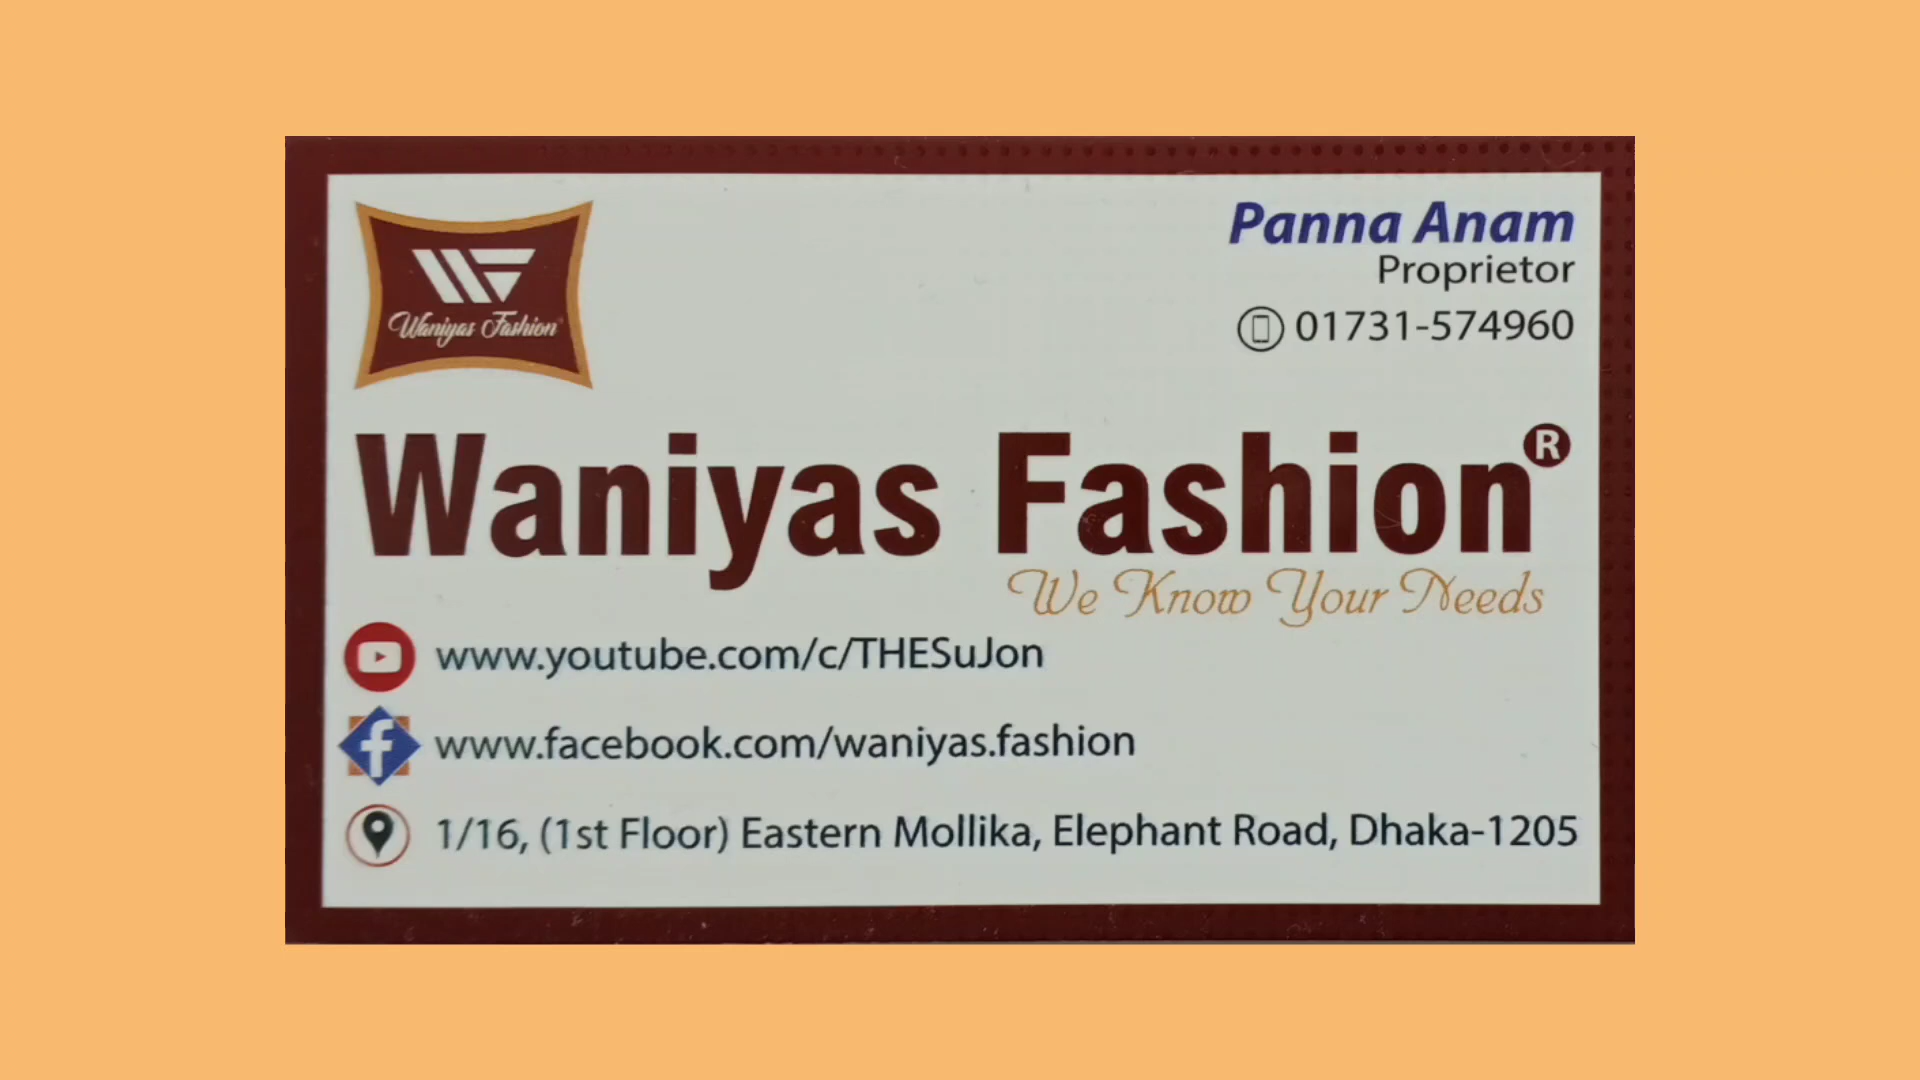 Waniyas Fashion
Panna Anam
Proprietor
01731-574960
Waniyas Fashion®
We Know Your Needs
www.youtube.com/c/THESuJon
www.facebook.com/waniyas.fashion
1/16, (1st Floor) Eastern Mollika, Elephant Road, Dhaka-1205